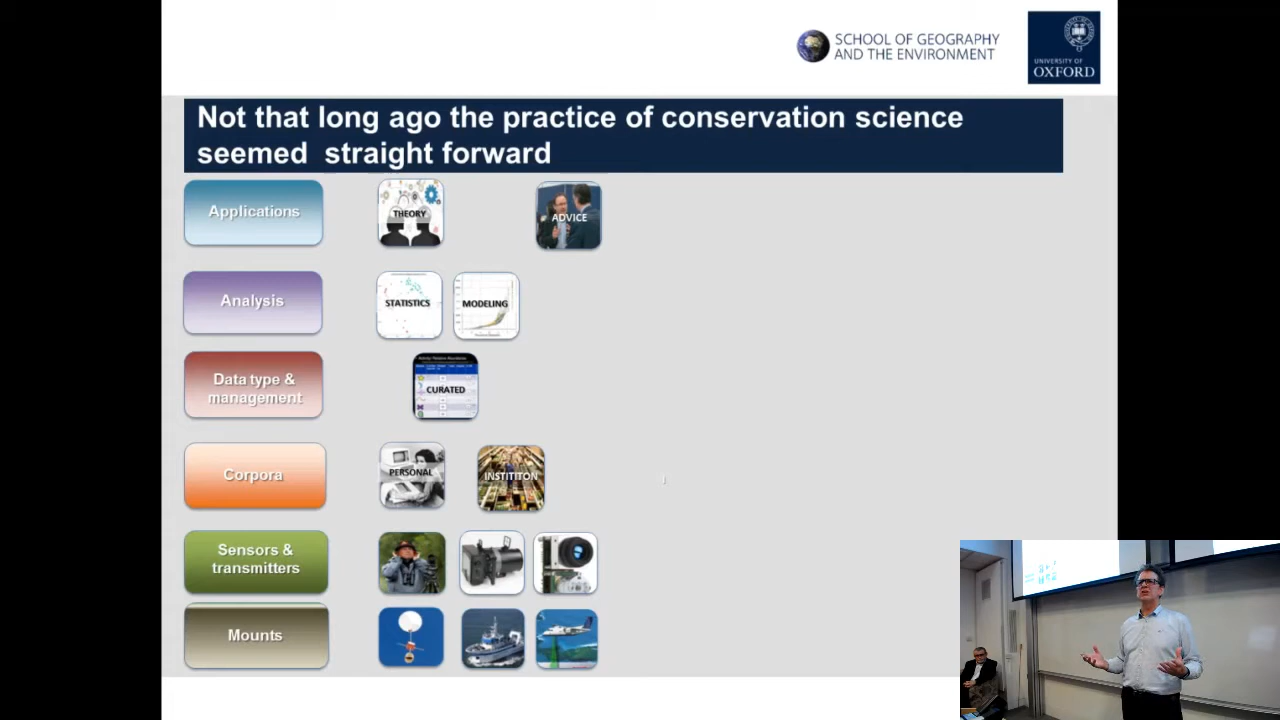 SCHOOL OF GEOGRAPHY
AND THE ENVIRONMENT
UNIVERSITY OF
OXFORD
Not that long ago the practice of conservation science
seemed straight forward
Applications
THEORY
ADVICE
Analysis
STATISTICS
MODELING
Data type &
management
CURATED
Corpora
PERSONAL
INSTITITON
Sensors &
transmitters
Mounts